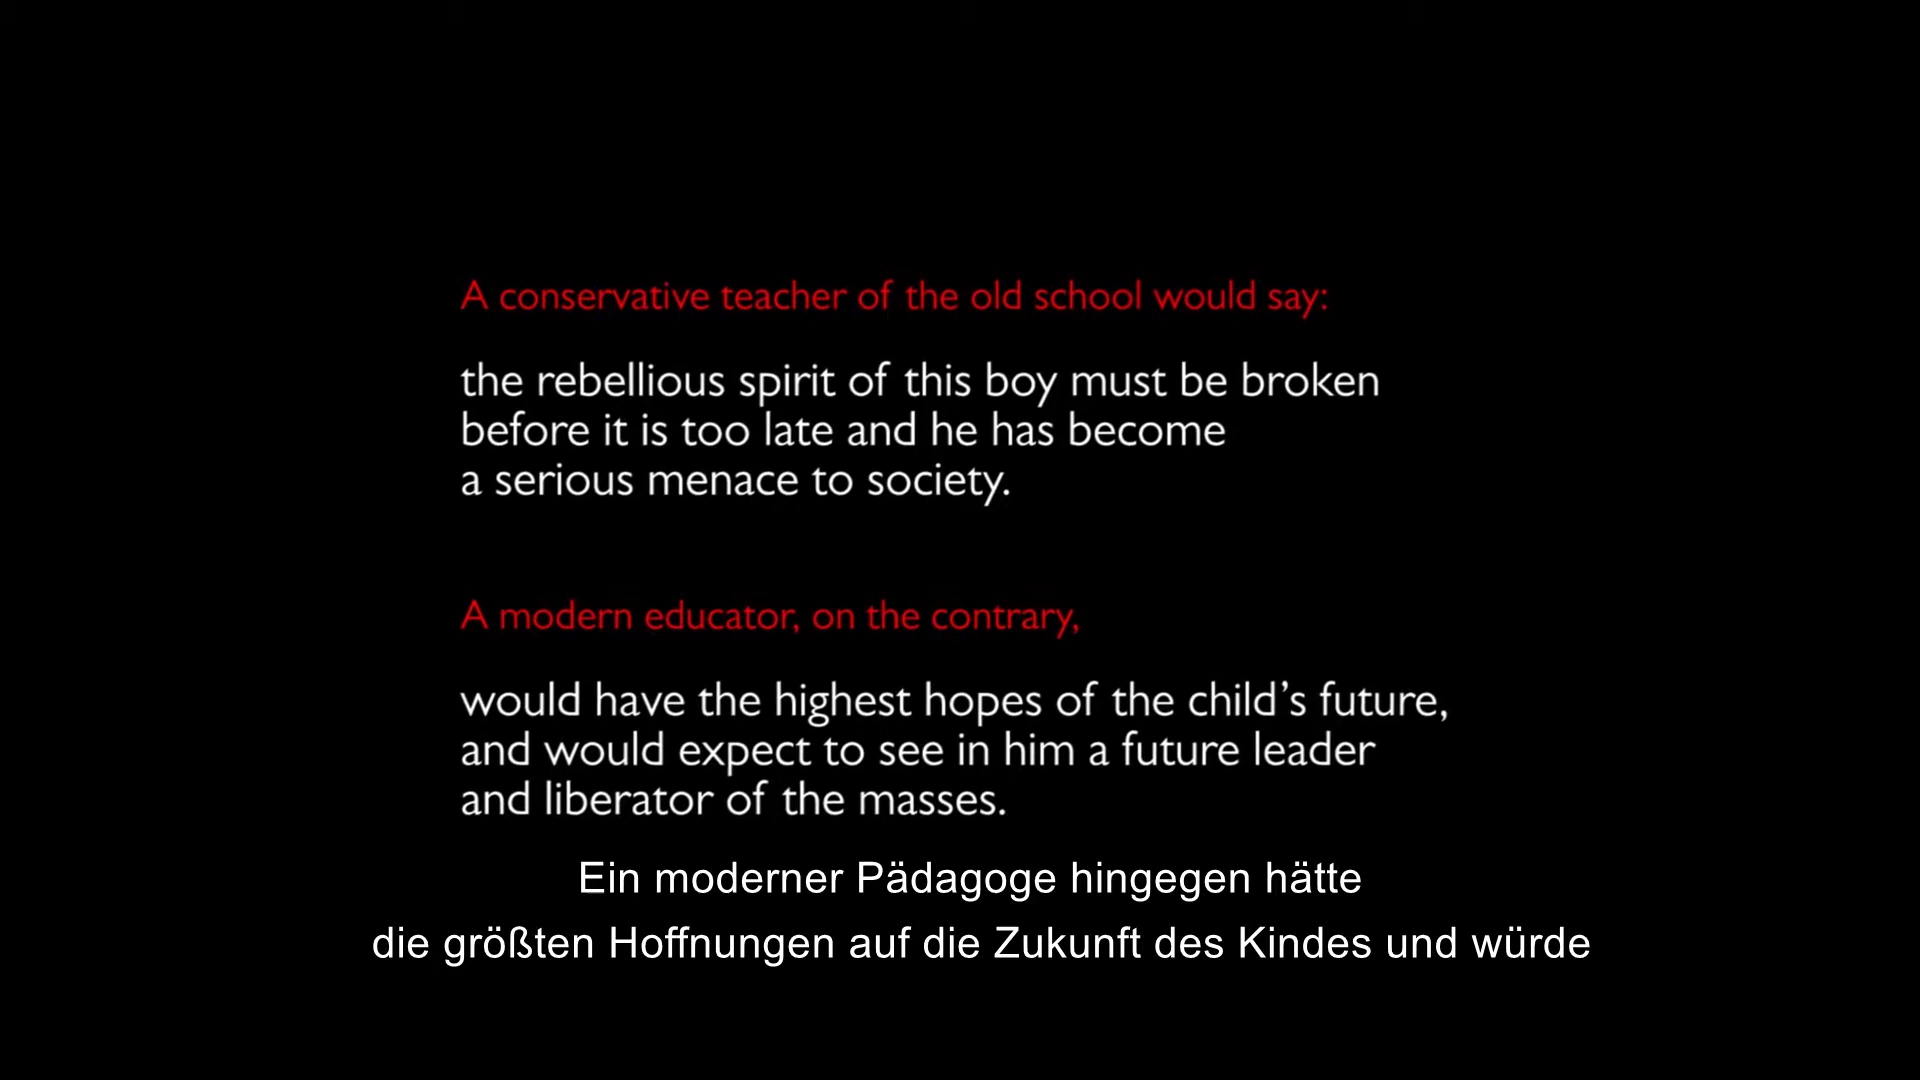 A conservative teacher of the old school would say:
the rebellious spirit of this boy must be broken
before it is too late and he has become
a serious menace to society.
A modern educator, on the contrary,
would have the highest hopes of the child’s future,
and would expect to see in him a future leader
and liberator of the masses.
Ein moderner Pädagoge hingegen hätte
die größten Hoffnungen auf die Zukunft des Kindes und würde